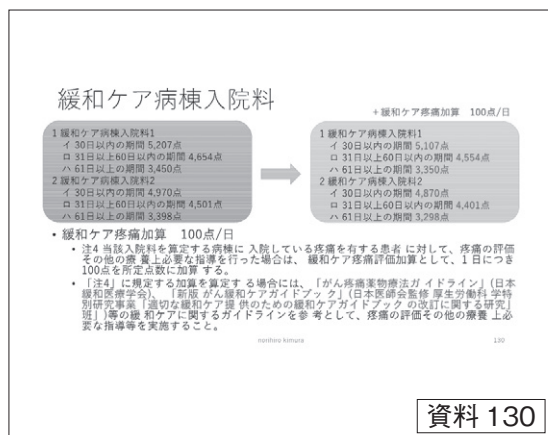 緩和ケア病棟入院料
+緩和ケア疼痛加算 100点/日
1 緩和ケア病棟入院料1
イ 30日以内の期間 5,207点
ロ 31日以上60日以内の期間 4,654点
ハ 61日以上の期間 3,450点
2 緩和ケア病棟入院料2
イ 30日以内の期間 4,970点
ロ 31日以上60日以内の期間 4,501点
ハ 61日以上の期間 3,398点
1 緩和ケア病棟入院料1
イ 30日以内の期間 5,107点
ロ 31日以上60日以内の期間 4,554点
ハ 61日以上の期間 3,350点
2 緩和ケア病棟入院料2
イ 30日以内の期間 4,870点
ロ 31日以上60日以内の期間 4,401点
ハ 61日以上の期間 3,298点
• 緩和ケア疼痛加算 100点/日
• 注4 当該入院料を算定する病棟に 入院している疼痛を有する患者 に対して、疼痛の評価
その他の療 養上必要な指導を行った場合は、 緩和ケア疼痛評価加算として、1 日につき
100点を所定点数に加算 する。
• 「注4」に規定する加算を算定 する場合には、「がん疼痛薬物療法ガ イドライン」(日本
緩和医療学会)、「新版 がん緩和ケアガイドブッ ク」(日本医師会監修 厚生労働科 学特
別研究事業「適切な緩和ケア提 供のための緩和ケアガイドブック の改訂に関する研究」
班」)等の緩 和ケアに関するガイドラインを参 考として、疼痛の評価その他の療養 上必
要な指導等を実施すること。
norihiro kimura
130
資料 130